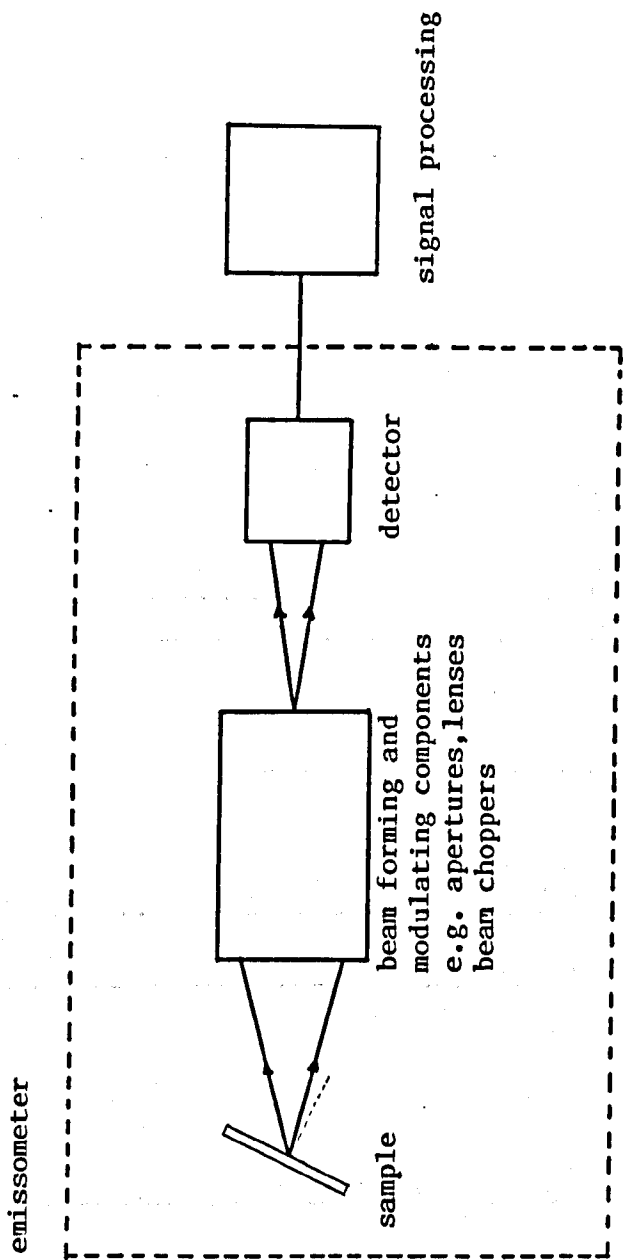 emissometer
sample
beam forming and
modulating components
e.g. apertures,lenses
beam choppers
detector
signal processing